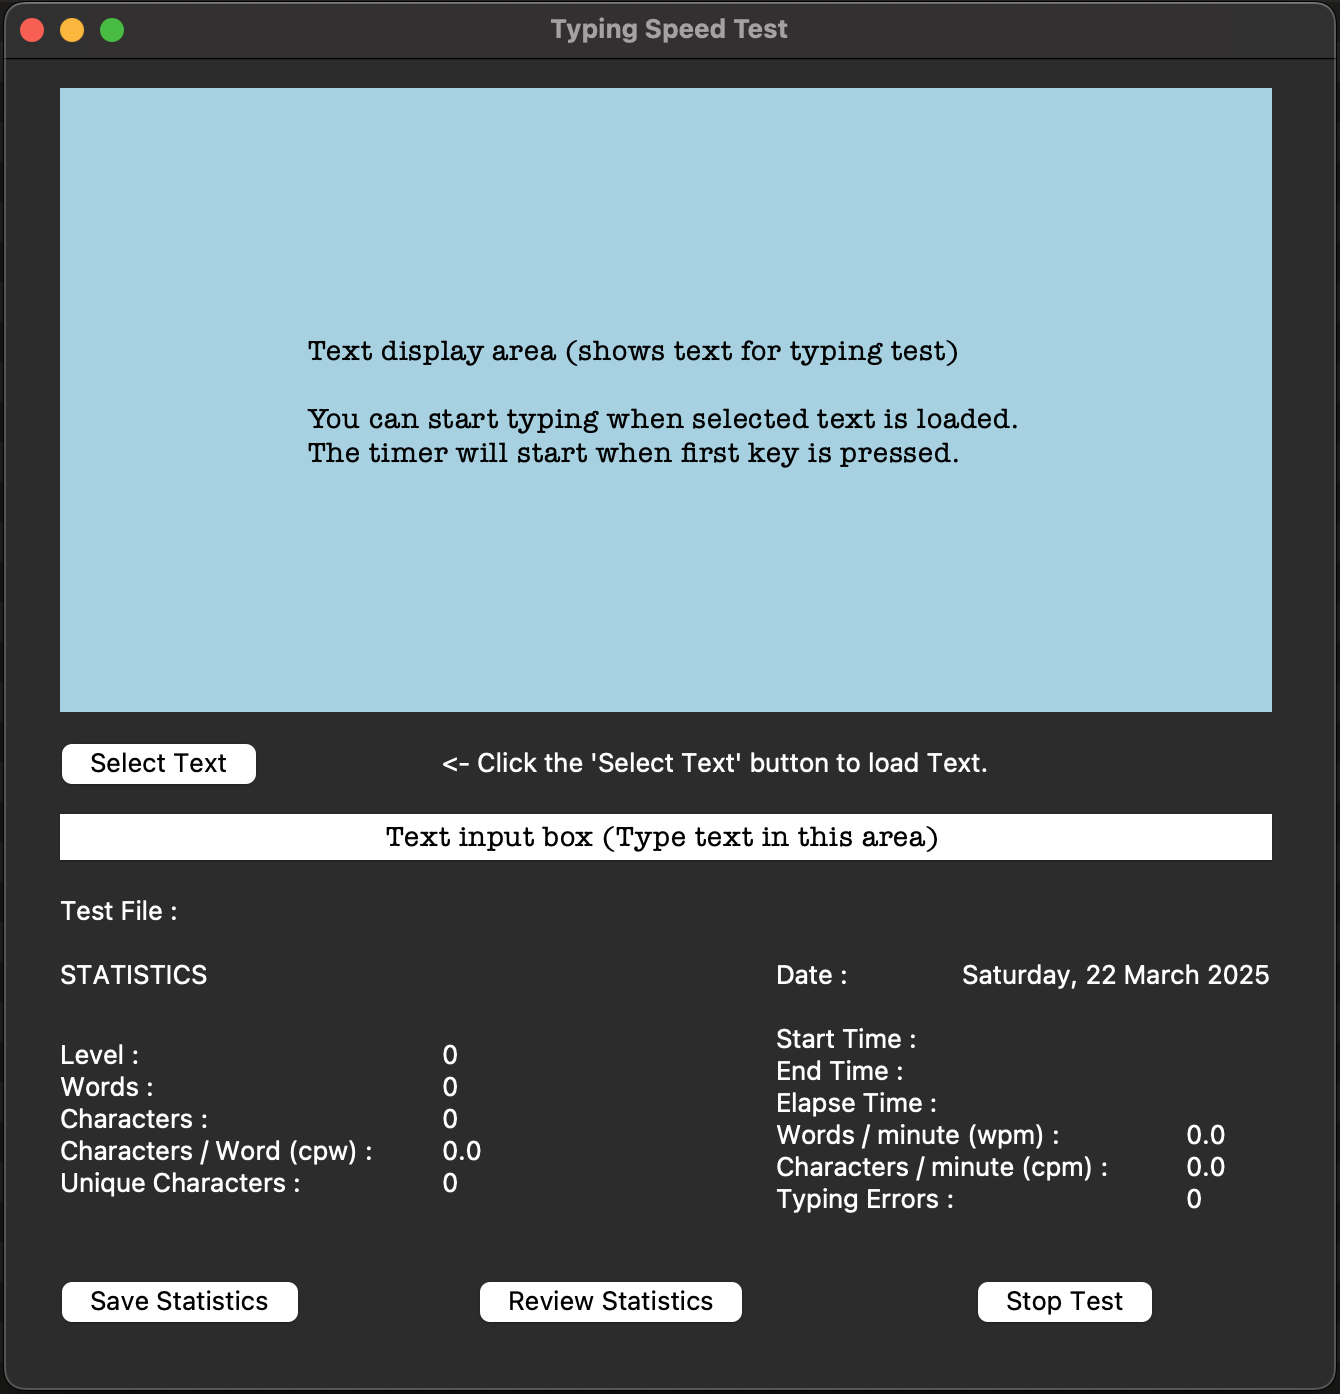 Typing Speed Test
Text display area (shows text for typing test)
You can start typing when selected text is loaded.
The timer will start when first key is pressed.
Select Text
<- Click the 'Select Text' button to load Text.
Text input box (Type text in this area)
Test File :
STATISTICS
Level : 0
Words : 0
Characters : 0
Characters / Word (cpw) : 0.0
Unique Characters : 0
Date : Saturday, 22 March 2025
Start Time :
End Time :
Elapse Time :
Words / minute (wpm) : 0.0
Characters / minute (cpm) : 0.0
Typing Errors : 0
Save Statistics
Review Statistics
Stop Test